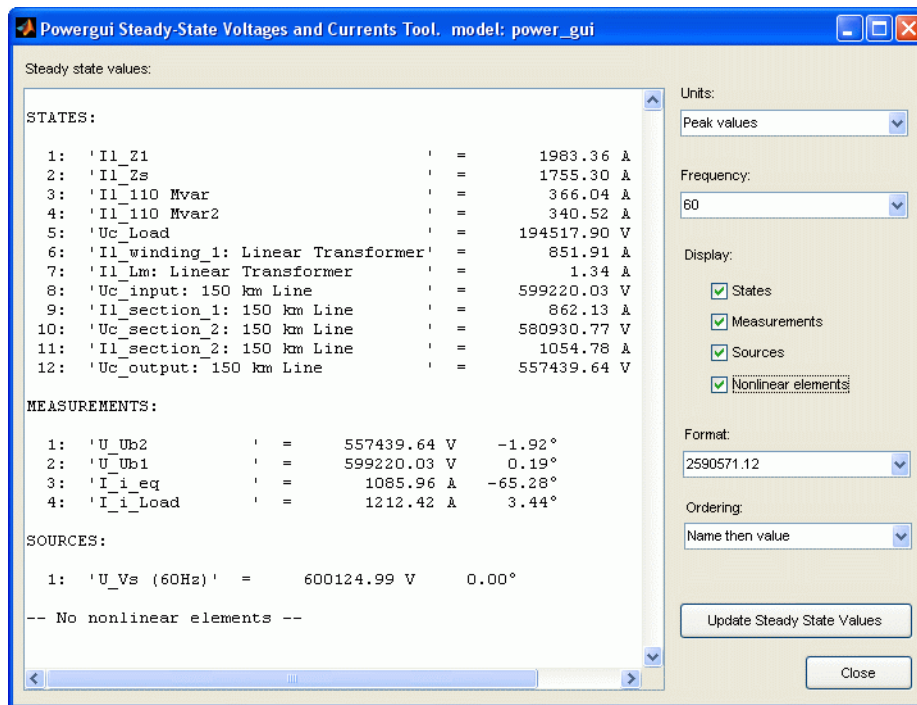 Powergui Steady-State Voltages and Currents Tool.  model: power_gui
Steady state values:
STATES:
1:  'Il_Z1                         '  =      1983.36 A
2:  'Il_Zs                         '  =      1755.30 A
3:  'Il_110 Mvar                   '  =       366.04 A
4:  'Il_110 Mvar2                  '  =       340.52 A
5:  'Uc_Load                       '  =    194517.90 V
6:  'Il_winding_1: Linear Transformer'  =       851.91 A
7:  'Il_Lm: Linear Transformer     '  =         1.34 A
8:  'Uc_input: 150 km Line         '  =    599220.03 V
9:  'Il_section_1: 150 km Line     '  =       862.13 A
10:  'Uc_section_2: 150 km Line     '  =    580930.77 V
11:  'Il_section_2: 150 km Line     '  =      1054.78 A
12:  'Uc_output: 150 km Line        '  =    557439.64 V
MEASUREMENTS:
1:  'U_Ub2        '  =    557439.64 V    -1.92°
2:  'U_Ub1        '  =    599220.03 V     0.19°
3:  'I_i_eq       '  =      1085.96 A   -65.28°
4:  'I_i_Load     '  =      1212.42 A     3.44°
SOURCES:
1:  'U_Vs (60Hz)'  =    600124.99 V     0.00°
-- No nonlinear elements --
Units:
Peak values
Frequency:
60
Display:
States
Measurements
Sources
Nonlinear elements
Format:
2590571.12
Ordering:
Name then value
Update Steady State Values
Close